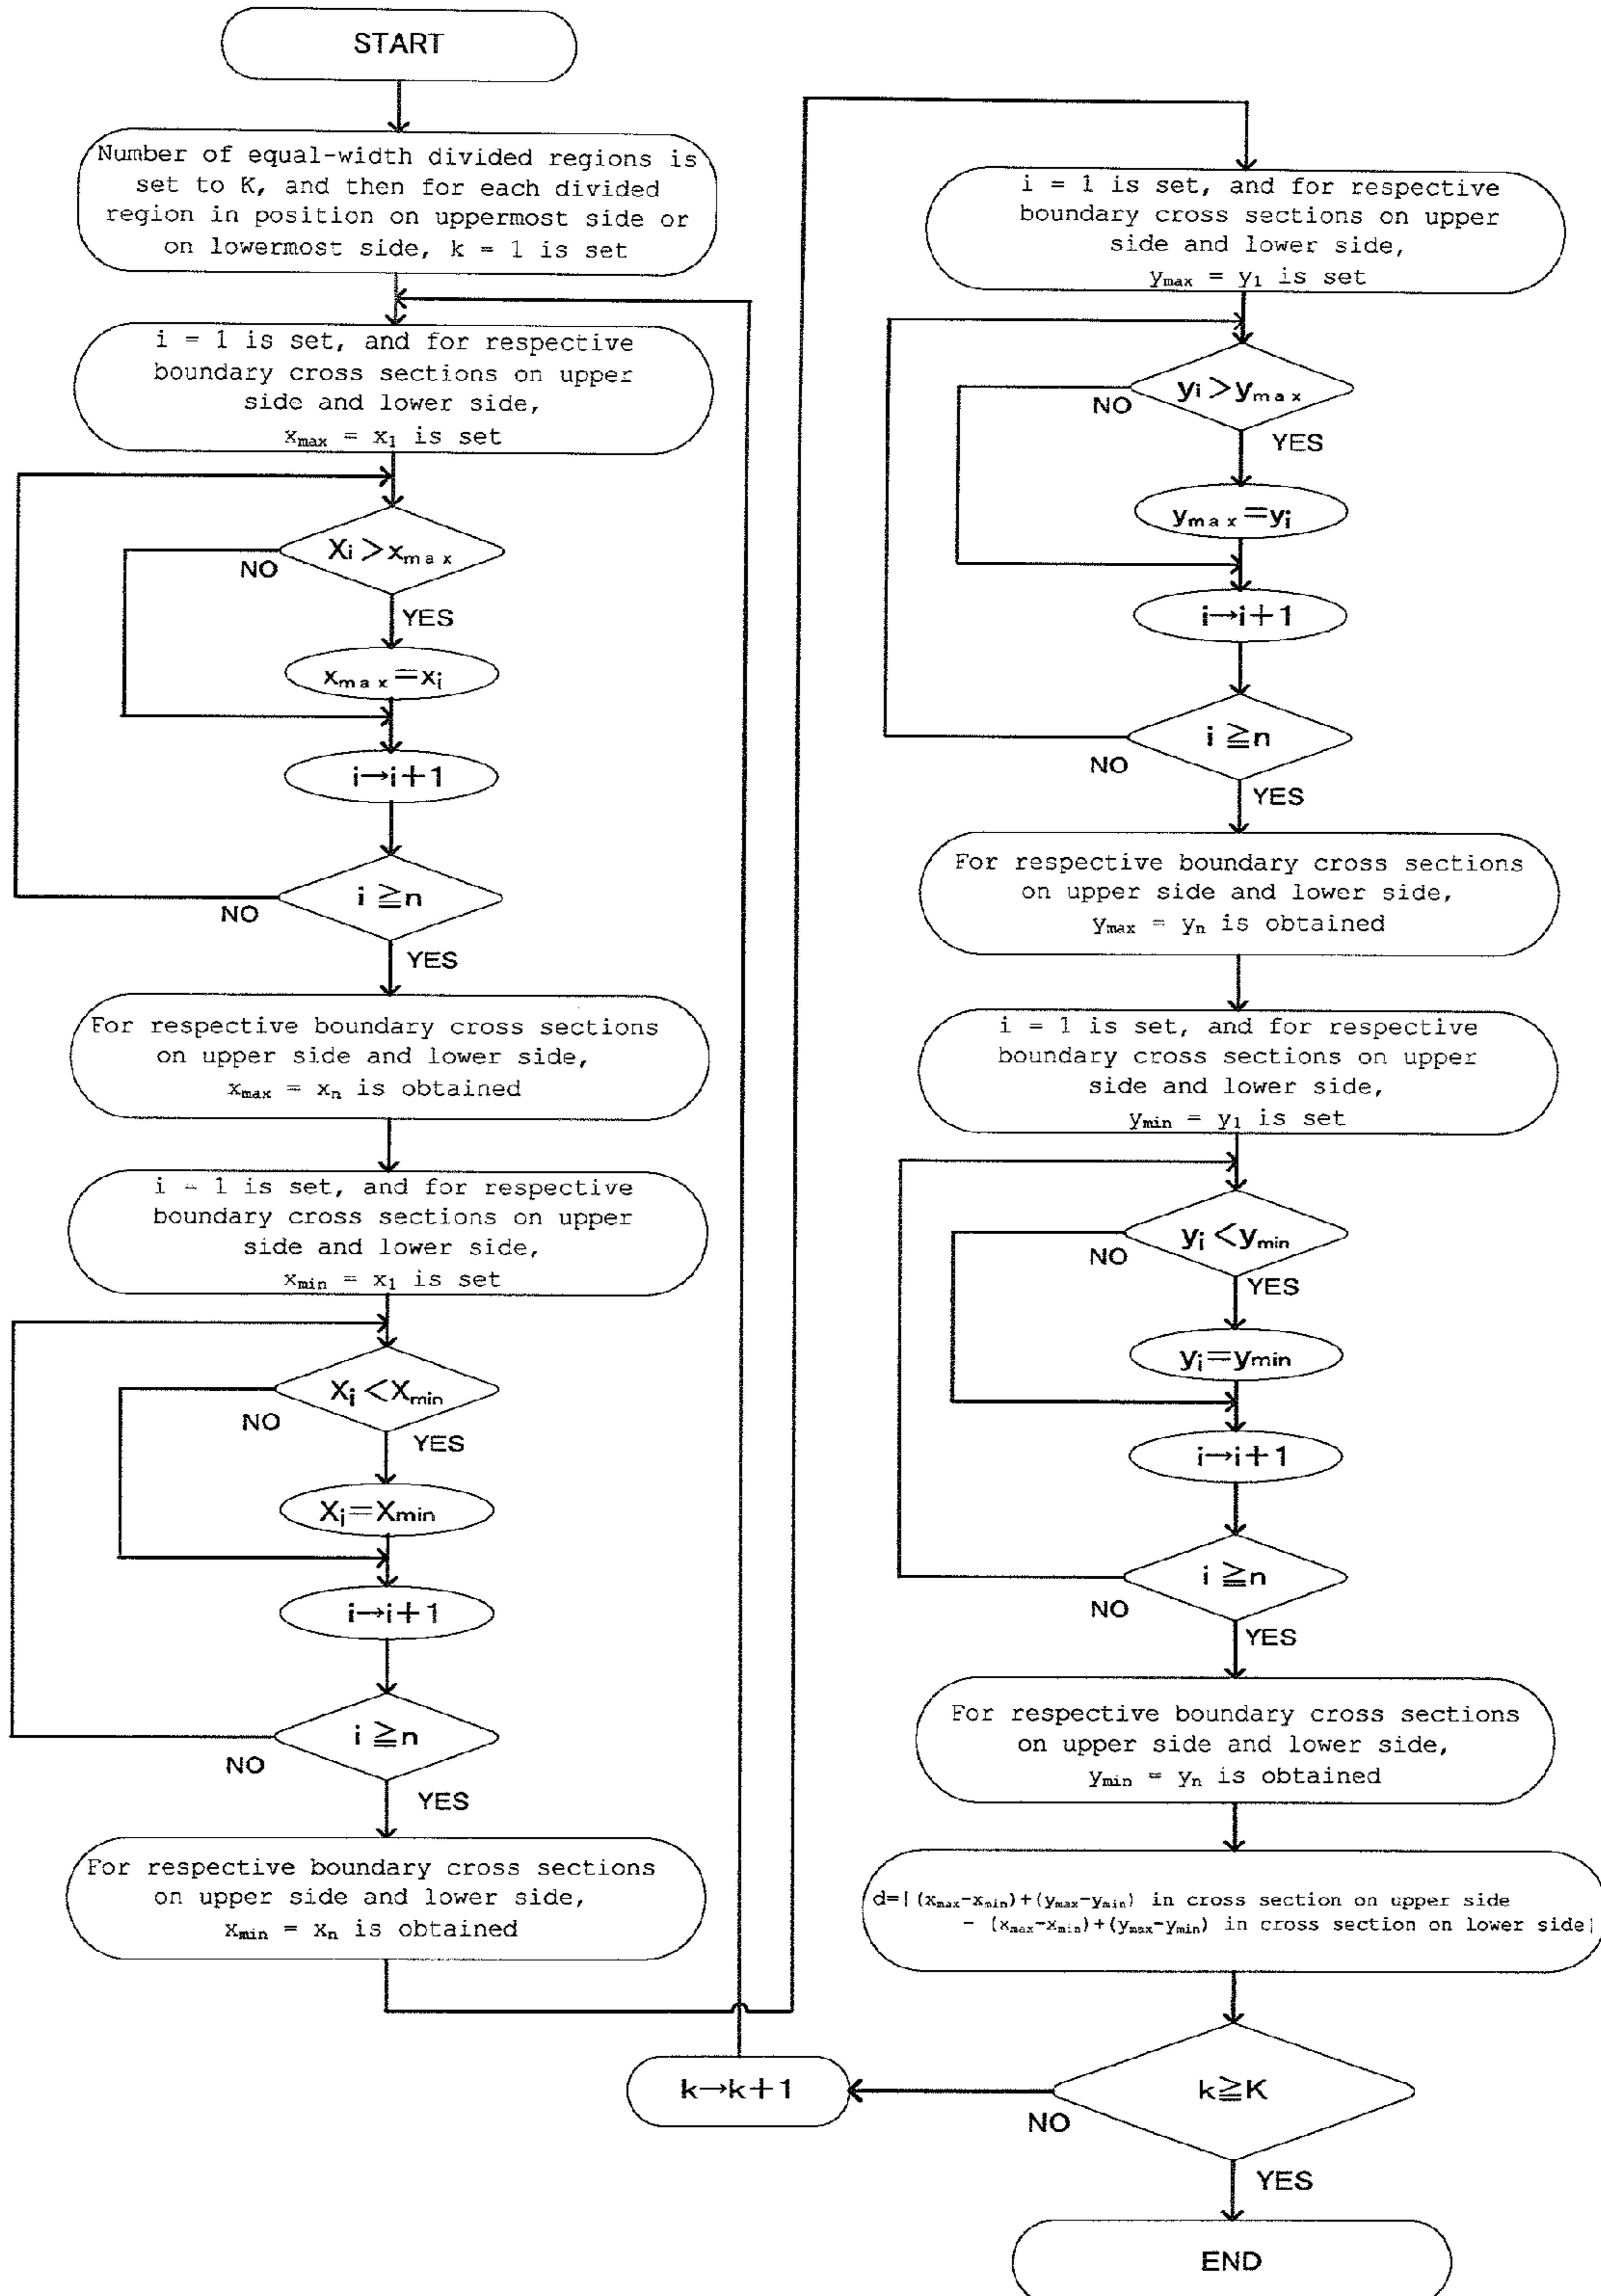 START
Number of equal-width divided regions is
set to K, and then for each divided
region in position on uppermost side or
on lowermost side, k = 1 is set
i = 1 is set, and for respective
boundary cross sections on upper
side and lower side,
xmax = x1 is set
Xi >xmax
NO
YES
xmax=xi
i→i+1
i ≧n
NO
YES
For respective boundary cross sections
on upper side and lower side,
xmax = xn is obtained
i = 1 is set, and for respective
boundary cross sections on upper
side and lower side,
xmin = x1 is set
Xi <Xmin
NO
YES
Xi=Xmin
i→i+1
i ≧n
NO
YES
For respective boundary cross sections
on upper side and lower side,
xmin = xn is obtained
i = 1 is set, and for respective
boundary cross sections on upper
side and lower side,
ymax = y1 is set
yi >ymax
NO
YES
ymax=yi
i→i+1
i ≧n
NO
YES
For respective boundary cross sections
on upper side and lower side,
ymax = yn is obtained
i = 1 is set, and for respective
boundary cross sections on upper
side and lower side,
ymin = y1 is set
yi <ymin
NO
YES
yi=ymin
i→i+1
i ≧n
NO
YES
For respective boundary cross sections
on upper side and lower side,
ymin = yn is obtained
d=| (xmax-xmin)+(ymax-ymin) in cross section on upper side
- (xmax-xmin)+(ymax-ymin) in cross section on lower side|
k≧K
NO
k→k+1
YES
END